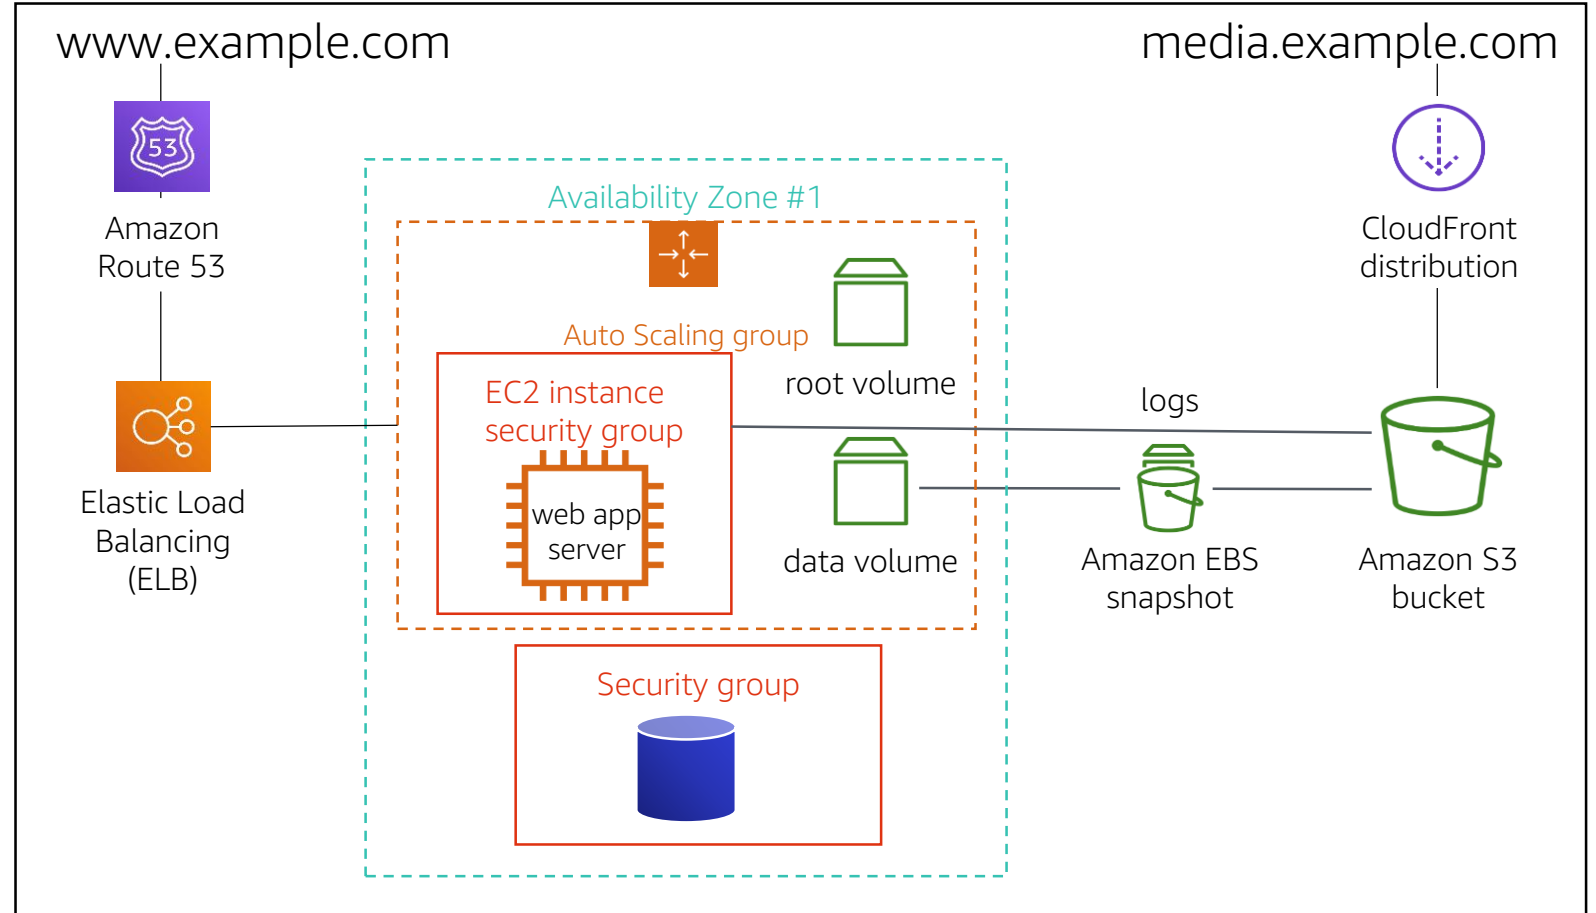 www.example.com
media.example.com
53
Amazon
Route 53
Availability Zone #1
CloudFront
distribution
Auto Scaling group
root volume
EC2 instance
security group
logs
web app
server
Elastic Load
Balancing
(ELB)
data volume
Amazon EBS
snapshot
Amazon S3
bucket
Security group